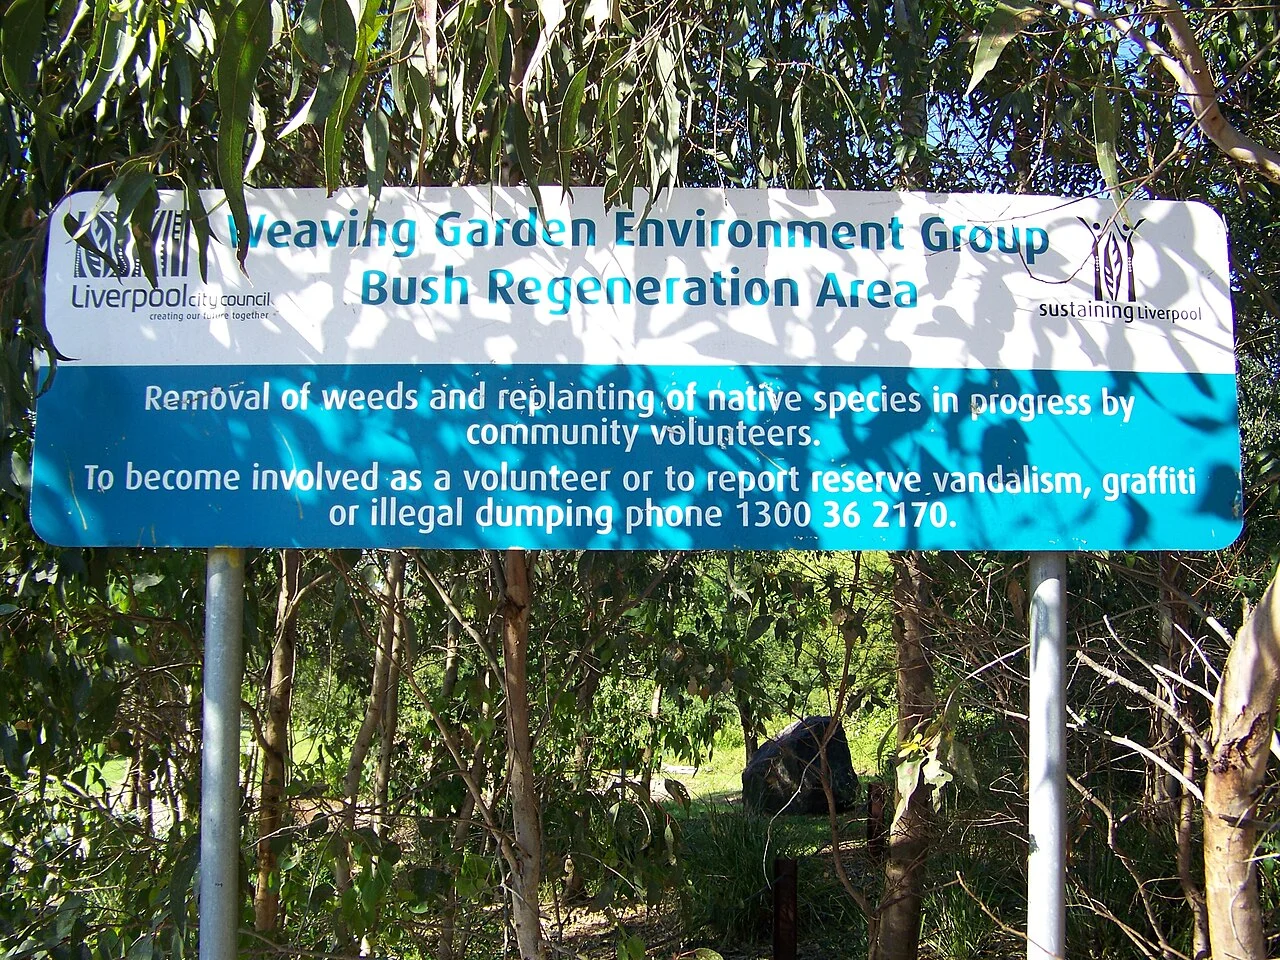 Weaving Garden Environment Group
Bush Regeneration Area
Liverpool city council
creating our future together
sustaining Liverpool
Removal of weeds and replanting of native species in progress by
community volunteers.
To become involved as a volunteer or to report reserve vandalism, graffiti
or illegal dumping phone 1300 36 2170.